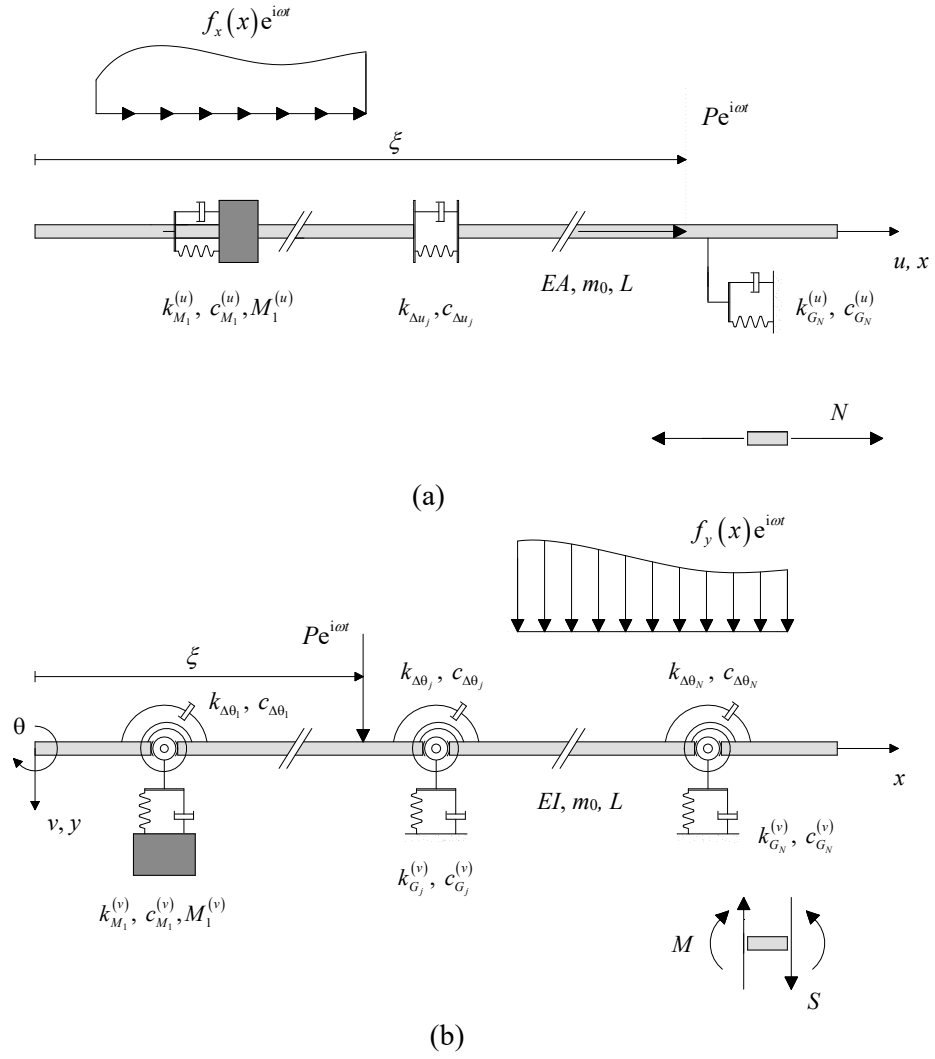 f_x(x)e^{iωt}
Pe^{iωt}
ξ
EA, m_0, L
u, x
k_{M_1}^{(u)}, c_{M_1}^{(u)}, M_1^{(u)}
k_{Δu_j}, c_{Δu_j}
k_{G_N}^{(u)}, c_{G_N}^{(u)}
N
(a)
f_y(x)e^{iωt}
Pe^{iωt}
ξ
k_{Δθ_j}, c_{Δθ_j}
k_{Δθ_N}, c_{Δθ_N}
k_{Δθ_1}, c_{Δθ_1}
θ
x
v, y
EI, m_0, L
k_{G_N}^{(v)}, c_{G_N}^{(v)}
k_{G_j}^{(v)}, c_{G_j}^{(v)}
k_{M_1}^{(v)}, c_{M_1}^{(v)}, M_1^{(v)}
M
S
(b)